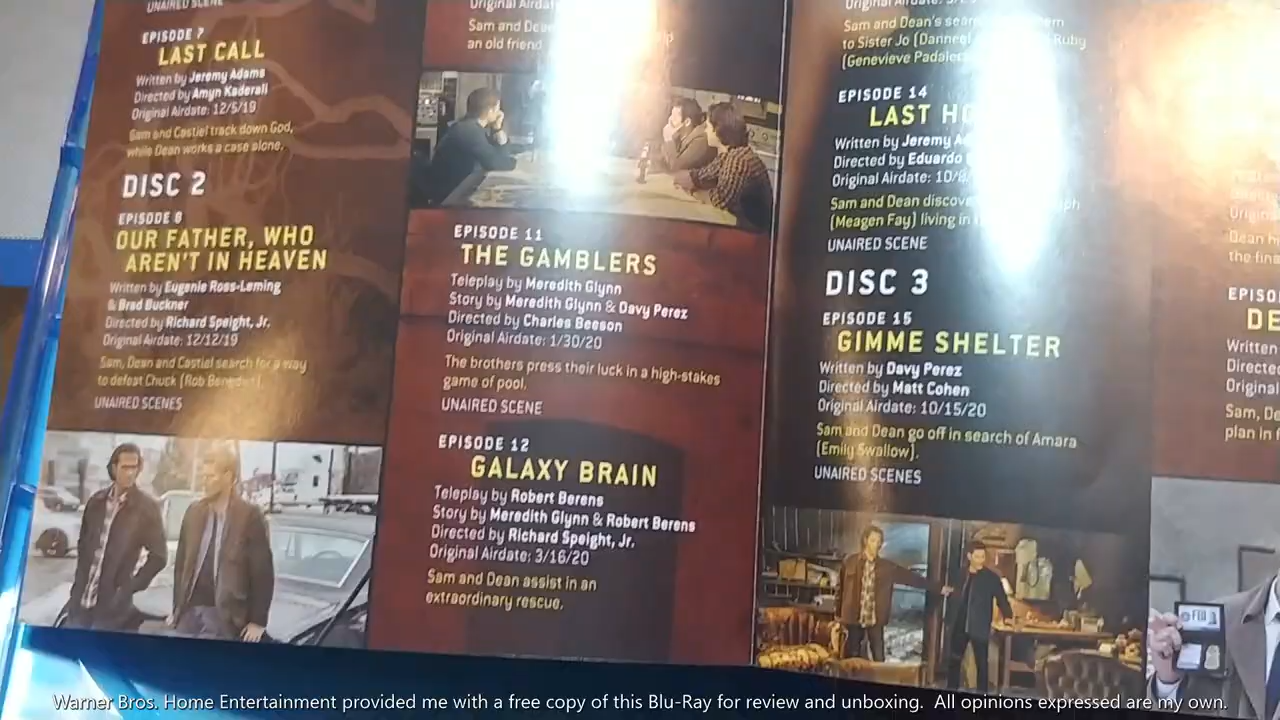 UNAIRED SCENE
EPISODE 7
LAST CALL
Written by Jeremy Adams
Directed by Amyn Kaderali
Original Airdate: 12/5/19
Sam and Castiel track down God,
while Dean works a case alone.
DISC 2
EPISODE 8
OUR FATHER, WHO
AREN'T IN HEAVEN
Written by Eugenie Ross-Leming
& Brad Buckner
Directed by Richard Speight, Jr.
Original Airdate: 12/12/19
Sam, Dean and Castiel search for a way
to defeat Chuck (Rob Benedict).
UNAIRED SCENES
Original
Sam and Dean
an old friend
EPISODE 11
THE GAMBLERS
Teleplay by Meredith Glynn
Story by Meredith Glynn & Davy Perez
Directed by Charles Beeson
Original Airdate: 1/30/20
The brothers press their luck in a high-stakes
game of pool.
UNAIRED SCENE
EPISODE 12
GALAXY BRAIN
Teleplay by Robert Berens
Story by Meredith Glynn & Robert Berens
Directed by Richard Speight, Jr.
Original Airdate: 3/16/20
Sam and Dean assist in an
extraordinary rescue.
Original Airdate:
Sam and Dean's
to Sister Jo Ruby
(Genevieve
EPISODE 14
LAST
Written by Jeremy
Directed by Eduardo
Original Airdate: 10/8/
Sam and Dean
(Meagen Fay) living in
UNAIRED SCENE
DISC 3
EPISODE 15
GIMME SHELTER
Written by Davy Perez
Directed by Matt Cohen
Original Airdate: 10/15/20
Sam and Dean go off in search of Amara
(Emily Swallow).
UNAIRED SCENES
Dean
the
DE
Written
Directed
Original
Sam,
plan in
FBI
Warner Bros. Home Entertainment provided me with a free copy of this Blu-Ray for review and unboxing. All opinions expressed are my own.